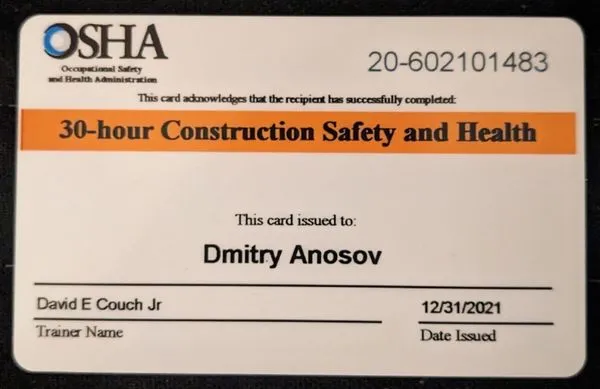 OSHA
Occupational Safety
and Health Administration
20-602101483
This card acknowledges that the recipient has successfully completed:
30-hour Construction Safety and Health
This card issued to:
Dmitry Anosov
David E Couch Jr
12/31/2021
Trainer Name
Date Issued